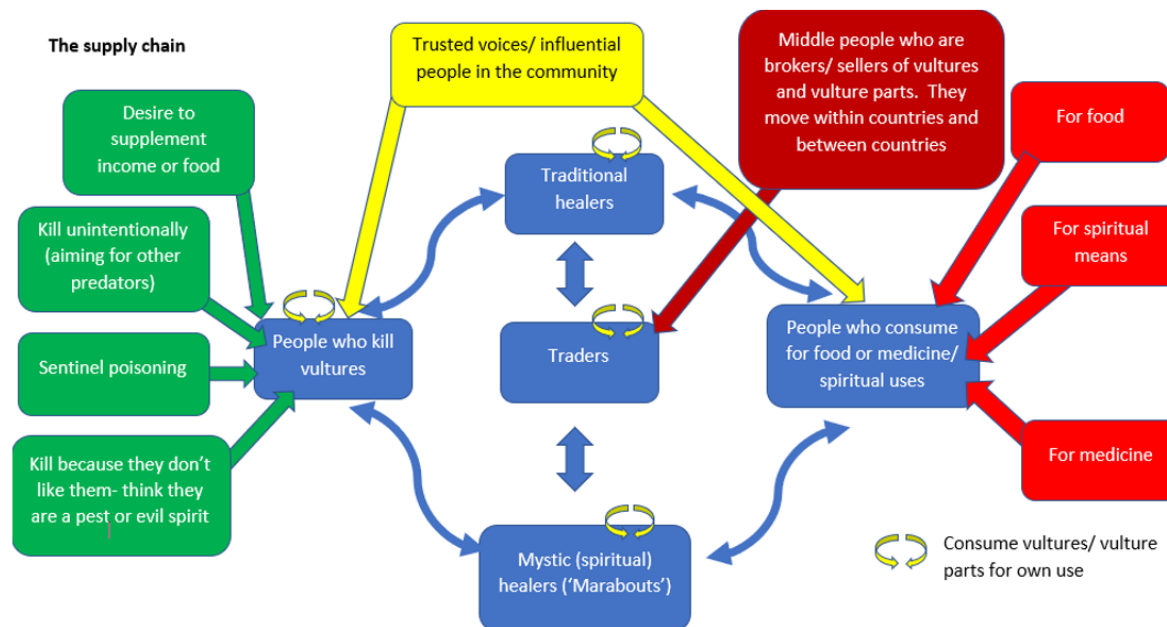 The supply chain
Trusted voices/ influential
people in the community
Middle people who are
brokers/ sellers of vultures
and vulture parts.  They
move within countries and
between countries
Desire to
supplement
income or food
For food
Traditional
healers
Kill unintentionally
(aiming for other
predators)
For spiritual
means
People who kill
vultures
Traders
People who consume
for food or medicine/
spiritual uses
Sentinel poisoning
For medicine
Kill because they don’t
like them- think they
are a pest or evil spirit
Mystic (spiritual)
healers (‘Marabouts’)
Consume vultures/ vulture
parts for own use